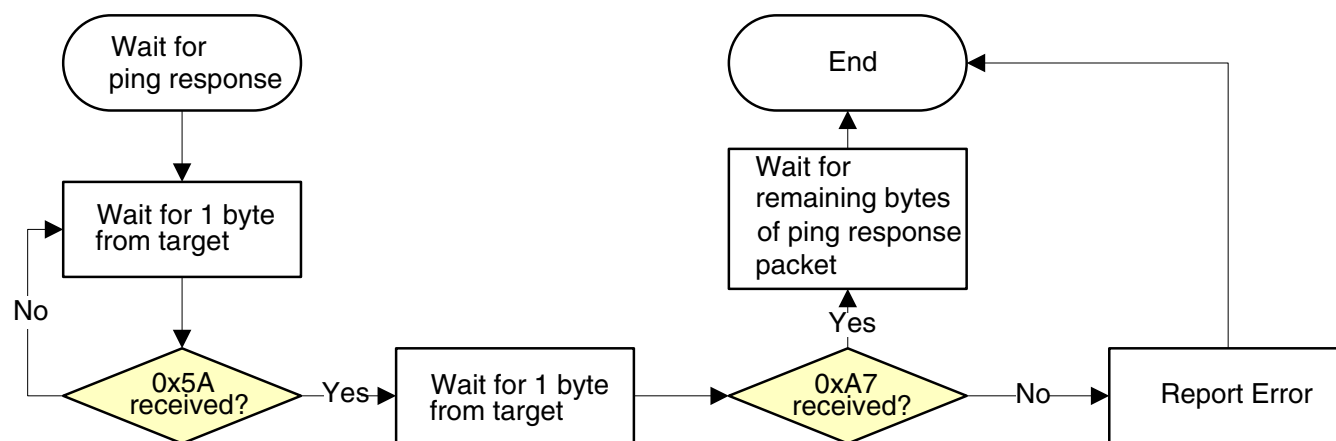 Wait for
ping response
End
Wait for 1 byte
from target
Wait for
remaining bytes
of ping response
packet
No
Yes
0x5A
received?
Yes
Wait for 1 byte
from target
0xA7
received?
No
Report Error